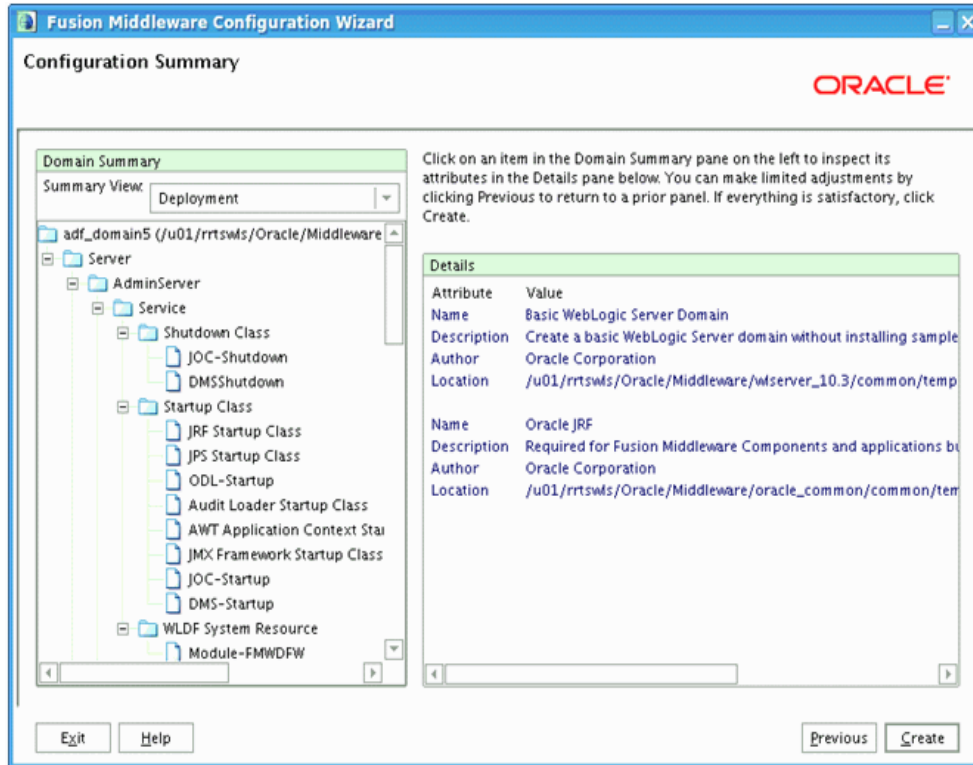 Fusion Middleware Configuration Wizard
Configuration Summary
ORACLE
Domain Summary
Summary View:
Deployment
adf_domain5 (/u01/rrtswls/Oracle/Middleware
Server
AdminServer
Service
Shutdown Class
JOC-Shutdown
DMSShutdown
Startup Class
JRF Startup Class
JPS Startup Class
ODL-Startup
Audit Loader Startup Class
AWT Application Context Star
JMX Framework Startup Class
JOC-Startup
DMS-Startup
WLDF System Resource
Module-FMWDFW
Click on an item in the Domain Summary pane on the left to inspect its
attributes in the Details pane below. You can make limited adjustments by
clicking Previous to return to a prior panel. If everything is satisfactory, click
Create.
Details
Attribute Value
Name Basic WebLogic Server Domain
Description Create a basic WebLogic Server domain without installing sample
Author Oracle Corporation
Location /u01/rrtswls/Oracle/Middleware/wlserver_10.3/common/temp
Name Oracle JRF
Description Required for Fusion Middleware Components and applications bu
Author Oracle Corporation
Location /u01/rrtswls/Oracle/Middleware/oracle_common/common/tem
Exit
Help
Previous
Create